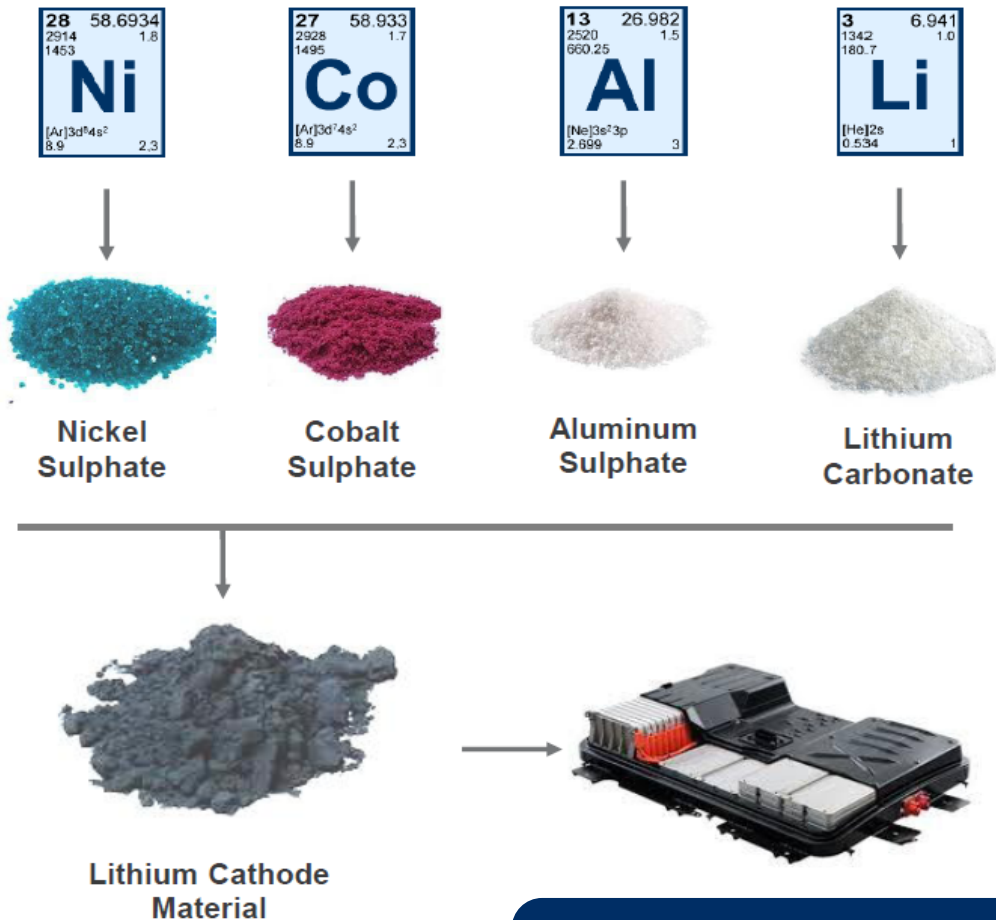 28 58.6934
2914 1.8
1453
Ni
[Ar]3d⁸4s²
8.9 2,3
27 58.933
2928 1.7
1495
Co
[Ar]3d⁷4s²
8.9 2,3
13 26.982
2520 1.5
660.25
Al
[Ne]3s²3p
2.699 3
3 6.941
1342 1.0
180.7
Li
[He]2s
0.534 1
Nickel
Sulphate
Cobalt
Sulphate
Aluminum
Sulphate
Lithium
Carbonate
Lithium Cathode
Material